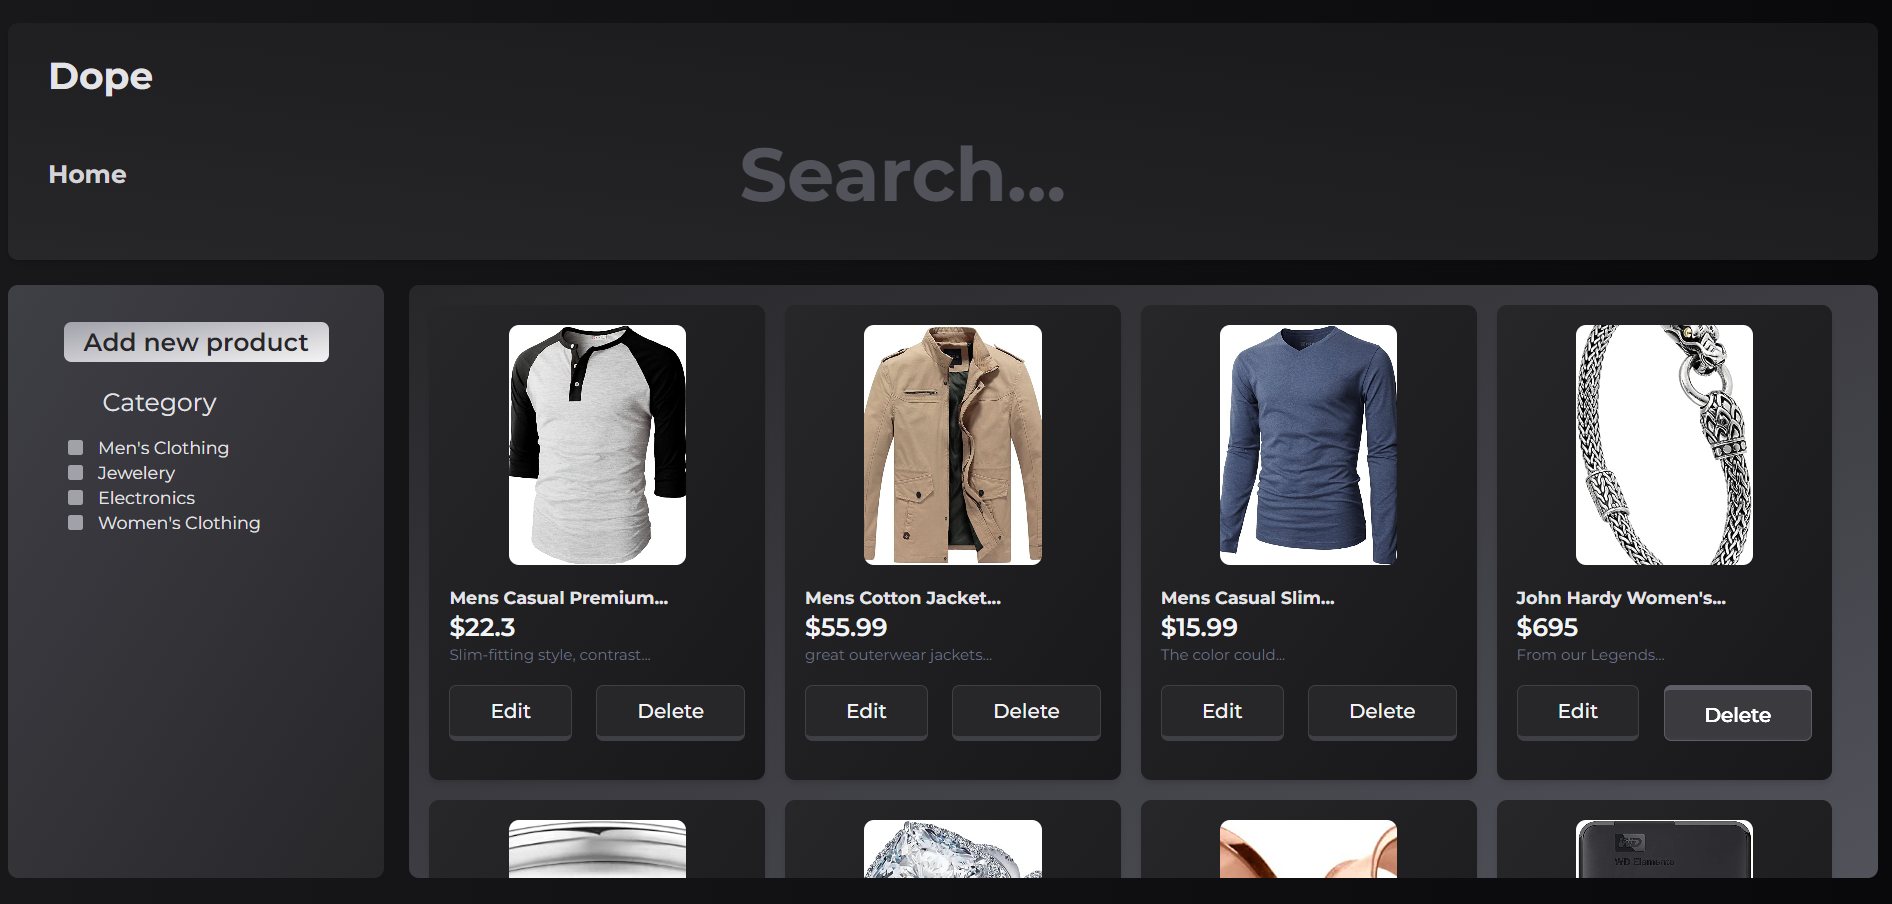 Dope
Home
Search...
Add new product
Category
Men's Clothing
Jewelery
Electronics
Women's Clothing
Mens Casual Premium...
$22.3
Slim-fitting style, contrast...
Edit Delete
Mens Cotton Jacket...
$55.99
great outerwear jackets...
Edit Delete
Mens Casual Slim...
$15.99
The color could...
Edit Delete
John Hardy Women's...
$695
From our Legends...
Edit Delete
WD
WD Elements